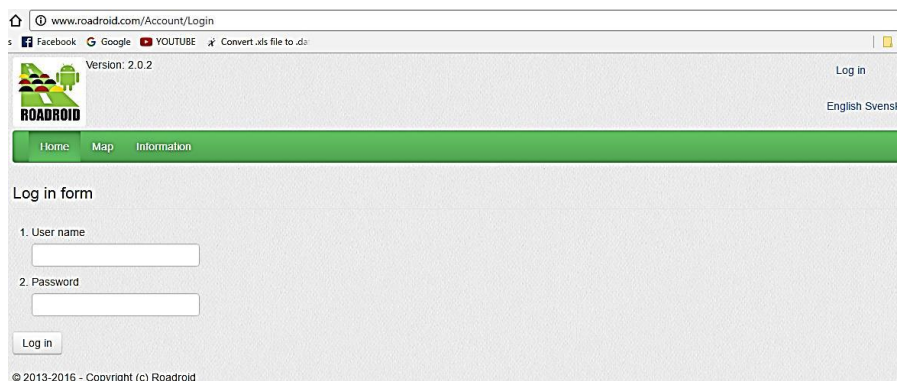 www.roadroid.com/Account/Login
s Facebook G Google YOUTUBE Convert .xls file to .da
Version: 2.0.2
Log in
ROADROID
English Svensk
Home Map Information
Log in form
1. User name
2. Password
Log in
© 2013-2016 - Copyright (c) Roadroid